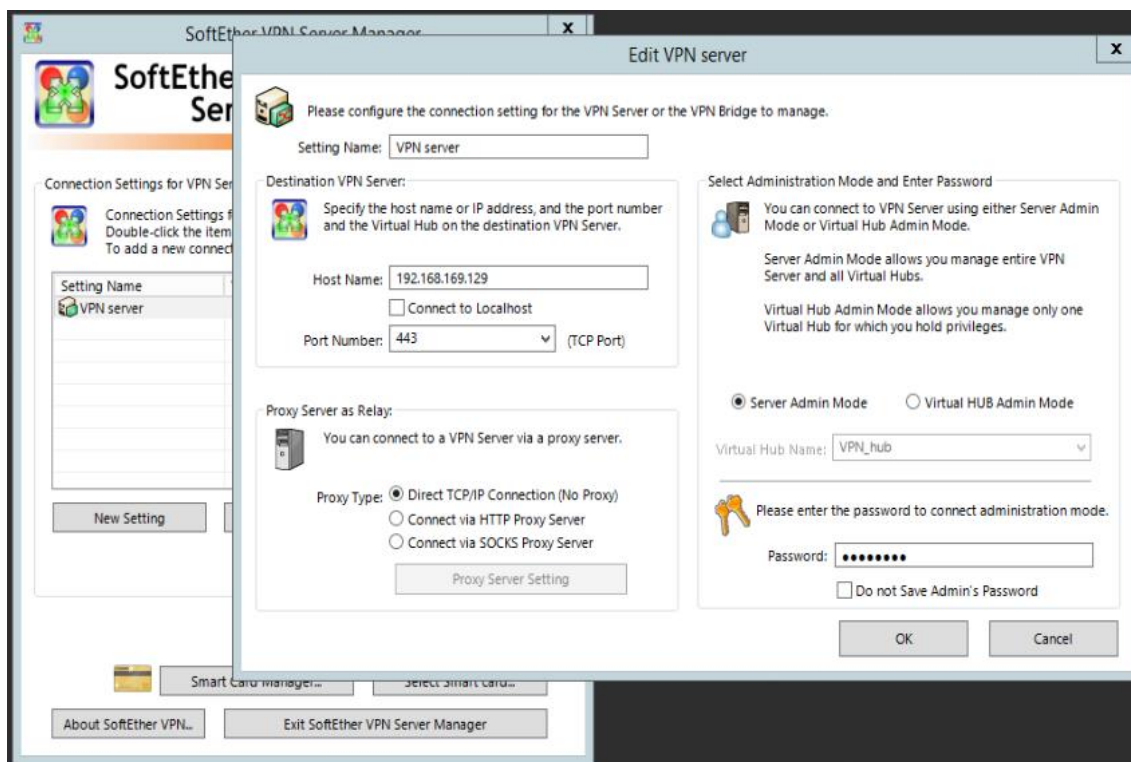 SoftEther VPN Server Manager
x
SoftEthe
Ser
Connection Settings for VPN Ser
Connection Settings f
Double-click the item
To add a new connect
Setting Name
VPN server
New Setting
Smart Card Manager...
Select Smart Card...
About SoftEther VPN...
Exit SoftEther VPN Server Manager
Edit VPN server
x
Please configure the connection setting for the VPN Server or the VPN Bridge to manage.
Setting Name: VPN server
Destination VPN Server:
Specify the host name or IP address, and the port number
and the Virtual Hub on the destination VPN Server.
Host Name: 192.168.169.129
Connect to Localhost
Port Number: 443 (TCP Port)
Proxy Server as Relay:
You can connect to a VPN Server via a proxy server.
Proxy Type: Direct TCP/IP Connection (No Proxy)
Connect via HTTP Proxy Server
Connect via SOCKS Proxy Server
Proxy Server Setting
Select Administration Mode and Enter Password
You can connect to VPN Server using either Server Admin
Mode or Virtual Hub Admin Mode.
Server Admin Mode allows you manage entire VPN
Server and all Virtual Hubs.
Virtual Hub Admin Mode allows you manage only one
Virtual Hub for which you hold privileges.
Server Admin Mode Virtual HUB Admin Mode
Virtual Hub Name: VPN_hub
Please enter the password to connect administration mode.
Password: ●●●●●●●●
Do not Save Admin's Password
OK Cancel